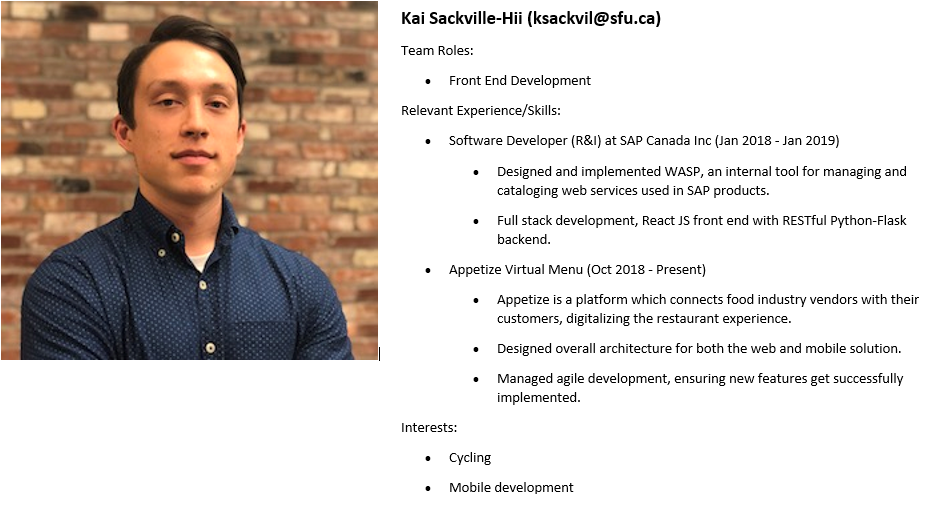 Kai Sackville-Hii (ksackvil@sfu.ca)
Team Roles:
• Front End Development
Relevant Experience/Skills:
• Software Developer (R&I) at SAP Canada Inc (Jan 2018 - Jan 2019)
• Designed and implemented WASP, an internal tool for managing and
cataloging web services used in SAP products.
• Full stack development, React JS front end with RESTful Python-Flask
backend.
• Appetize Virtual Menu (Oct 2018 - Present)
• Appetize is a platform which connects food industry vendors with their
customers, digitalizing the restaurant experience.
• Designed overall architecture for both the web and mobile solution.
• Managed agile development, ensuring new features get successfully
implemented.
Interests:
• Cycling
• Mobile development